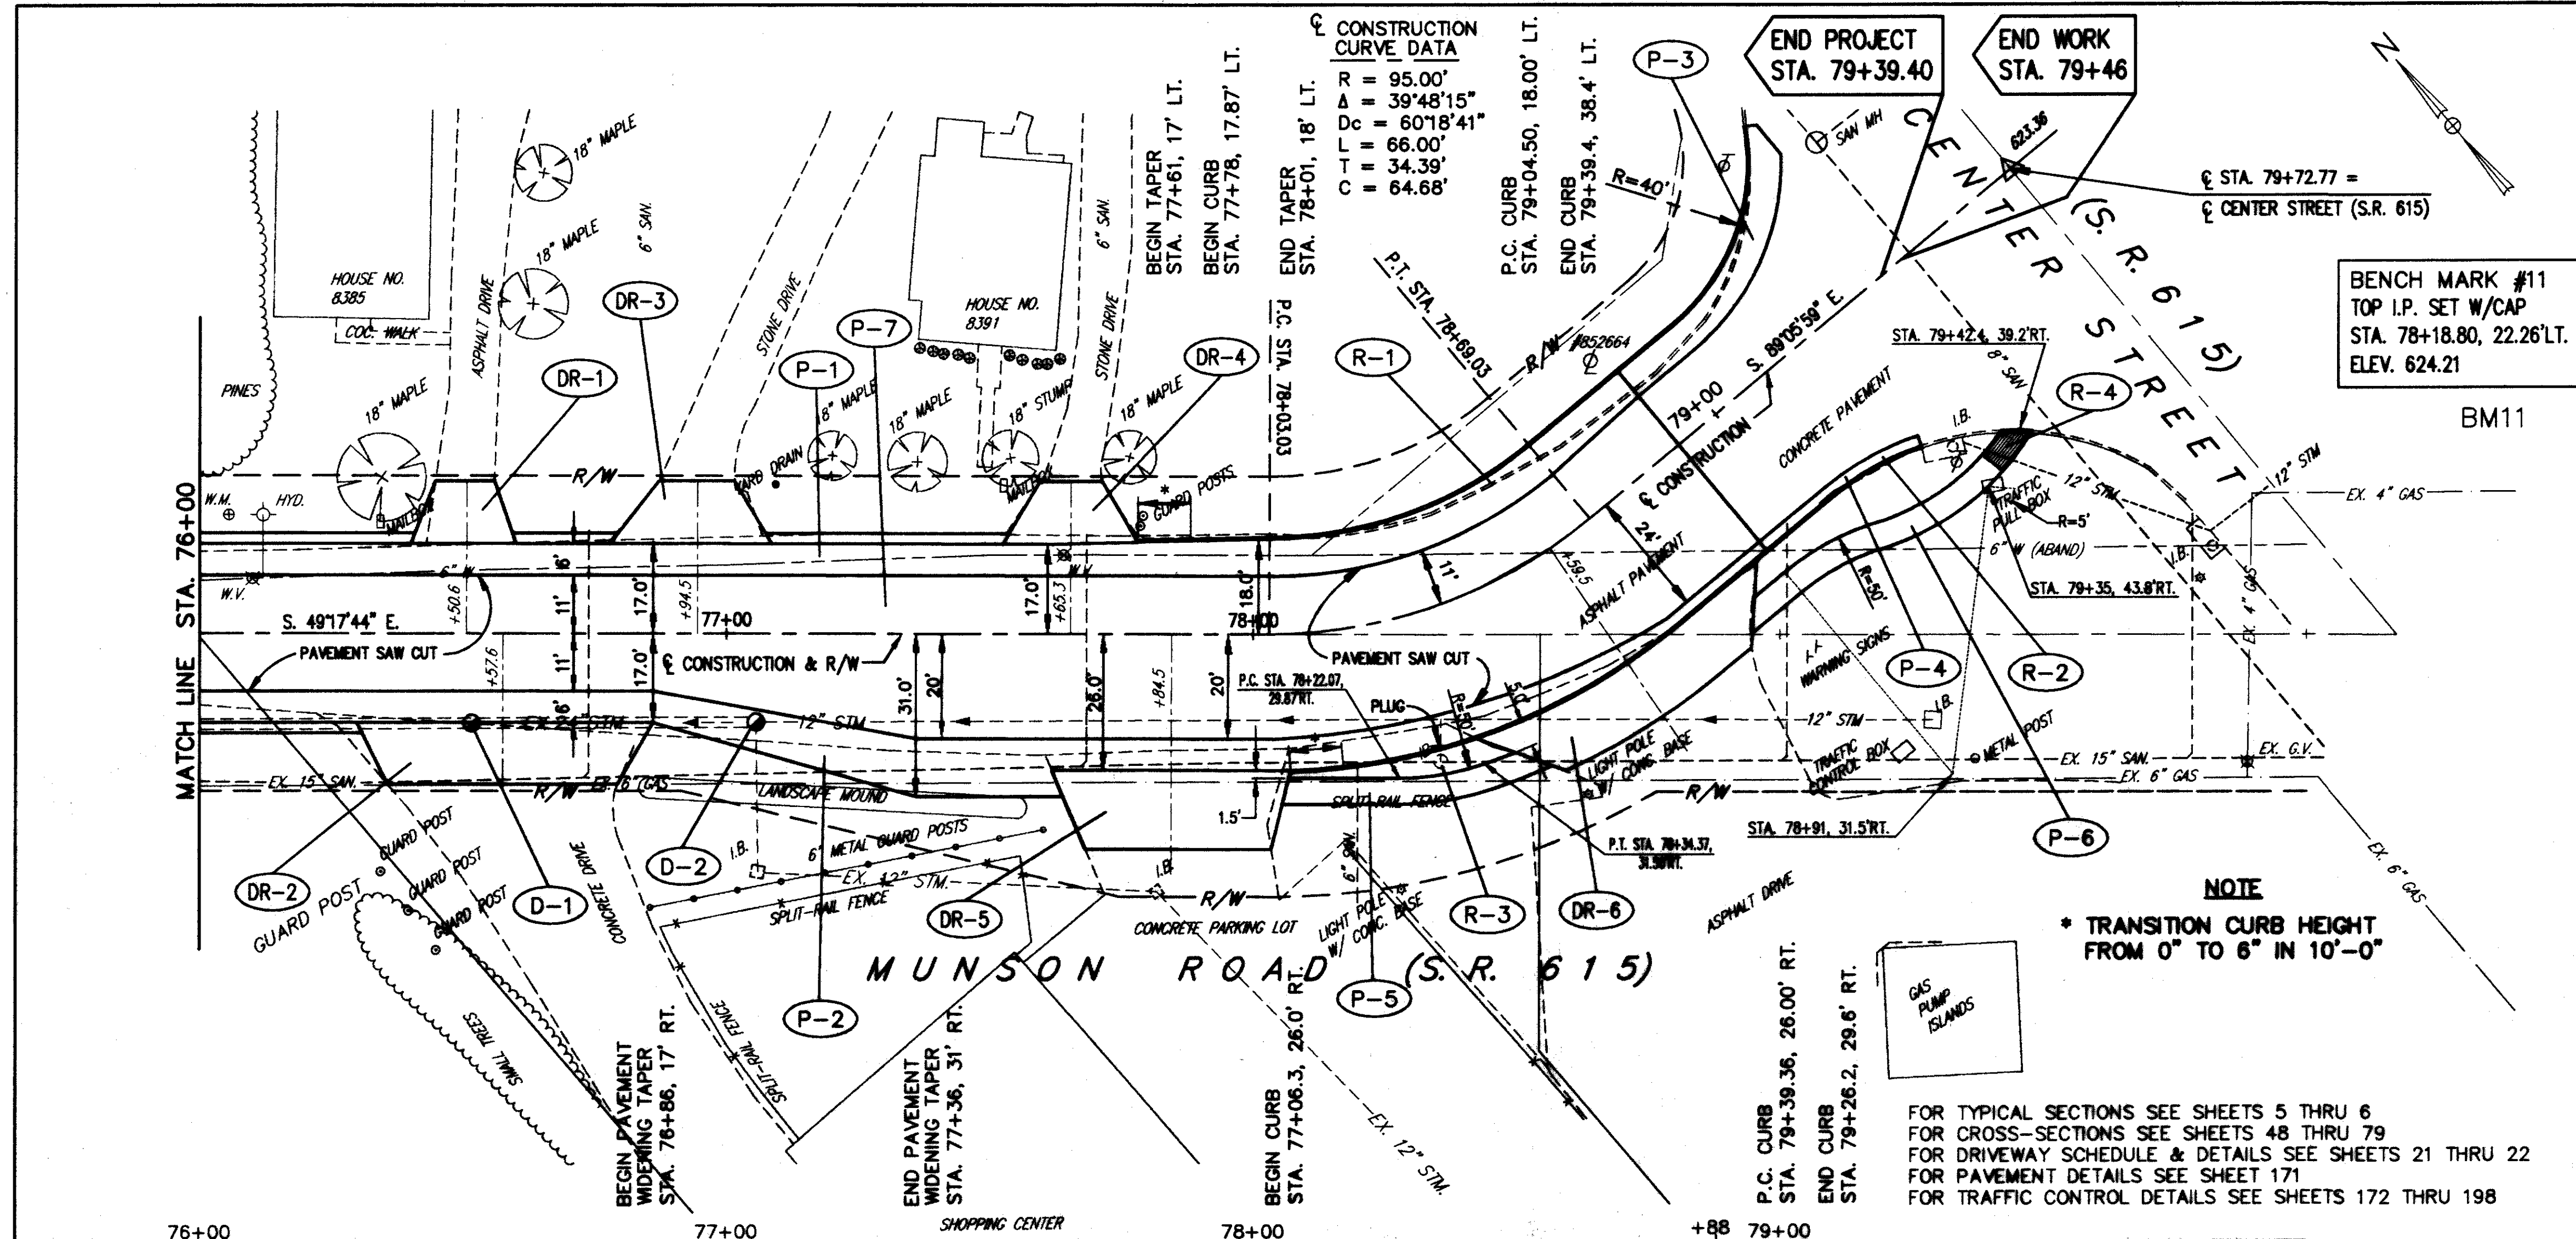 ℄ CONSTRUCTION
CURVE DATA
R = 95.00'
Δ = 39°48'15"
Dc = 60°18'41"
L = 66.00'
T = 34.39'
C = 64.68'
BEGIN TAPER
STA. 77+61, 17' LT.
BEGIN CURB
STA. 77+78, 17.87' LT.
END TAPER
STA. 78+01, 18' LT.
P.C. CURB
STA. 79+04.50, 18.00' LT.
END CURB
STA. 79+39.4, 38.4' LT.
P-3
END PROJECT
STA. 79+39.40
END WORK
STA. 79+46
N
SAN MH
623.36
℄ STA. 79+72.77 =
℄ CENTER STREET (S.R. 615)
CENTER STREET
(S.R. 615)
BENCH MARK #11
TOP I.P. SET W/CAP
STA. 78+18.80, 22.26'LT.
ELEV. 624.21
BM11
R=40'
18" MAPLE
18" MAPLE
6" SAN.
6" SAN.
HOUSE NO.
8385
COC. WALK
ASPHALT DRIVE
DR-3
STONE DRIVE
HOUSE NO.
8391
STONE DRIVE
P-7
P-1
DR-1
DR-4
R-1
P.C. STA. 78+03.03
P.T. STA. 78+69.03
R/W
#852664
S. 89°05'59" E.
79+00
℄ CONSTRUCTION
CONCRETE PAVEMENT
STA. 79+42.4, 39.2'RT.
8" SAN
R-4
I.B.
PINES
18" MAPLE
18" MAPLE
18" MAPLE
18" STUMP
18" MAPLE
R/W
YARD DRAIN
MAILBOX
MAILBOX
GUARD POSTS
*
W.M.
HYD.
W.V.
W.V.
6" W
6'
11'
17.0'
+50.6
+94.5
17.0'
+65.3
18.0'
11'
24'
+59.5
ASPHALT PAVEMENT
TRAFFIC
PULL BOX
R=5'
12" STM
12" STM
EX. 4" GAS
EX. 4" GAS
I.B.
6" W (ABAND)
STA. 79+35, 43.8'RT.
R=50'
MATCH LINE STA. 76+00
S. 49°17'44" E.
77+00
78+00
PAVEMENT SAW CUT
℄ CONSTRUCTION & R/W
PAVEMENT SAW CUT
+57.6
11'
17.0'
6'
31.0'
20'
26.0'
+84.5
20'
P.C. STA. 78+22.07,
29.87'RT.
PLUG
R=50'
5.0'
WARNING SIGNS
P-4
R-2
EX. 24" STM
12" STM
12" STM
I.B.
METAL POST
TRAFFIC
CONTROL BOX
LIGHT POLE
W/ CONC. BASE
EX. 15" SAN.
EX. G.V.
EX. 6" GAS
EX. 15" SAN.
R/W
EX. 6" GAS
LANDSCAPE MOUND
1.5'
SPLIT-RAIL FENCE
R/W
STA. 78+91, 31.5'RT.
P.T. STA. 78+34.37,
P-6
EX. 6" GAS
GUARD POST
GUARD POST
GUARD POST
GUARD POST
DR-2
D-1
CONCRETE DRIVE
D-2
I.B.
6" METAL GUARD POSTS
EX. 12" STM.
SPLIT-RAIL FENCE
DR-5
I.B.
R/W
CONCRETE PARKING LOT
6" SAN.
LIGHT POLE
W/ CONC. BASE
R-3
DR-6
ASPHALT DRIVE
NOTE
* TRANSITION CURB HEIGHT
FROM 0" TO 6" IN 10'-0"
MUNSON ROAD (S.R. 615)
P-5
P-2
SMALL TREES
SPLIT-RAIL FENCE
SPLIT-RAIL FENCE
GAS
PUMP
ISLANDS
BEGIN PAVEMENT
WIDENING TAPER
STA. 76+86, 17' RT.
END PAVEMENT
WIDENING TAPER
STA. 77+36, 31' RT.
BEGIN CURB
STA. 77+06.3, 26.0' RT.
EX. 12" STM.
P.C. CURB
STA. 79+39.36, 26.00' RT.
END CURB
STA. 79+26.2, 29.6' RT.
FOR TYPICAL SECTIONS SEE SHEETS 5 THRU 6
FOR CROSS-SECTIONS SEE SHEETS 48 THRU 79
FOR DRIVEWAY SCHEDULE & DETAILS SEE SHEETS 21 THRU 22
FOR PAVEMENT DETAILS SEE SHEET 171
FOR TRAFFIC CONTROL DETAILS SEE SHEETS 172 THRU 198
76+00
77+00
SHOPPING CENTER
78+00
+88
79+00